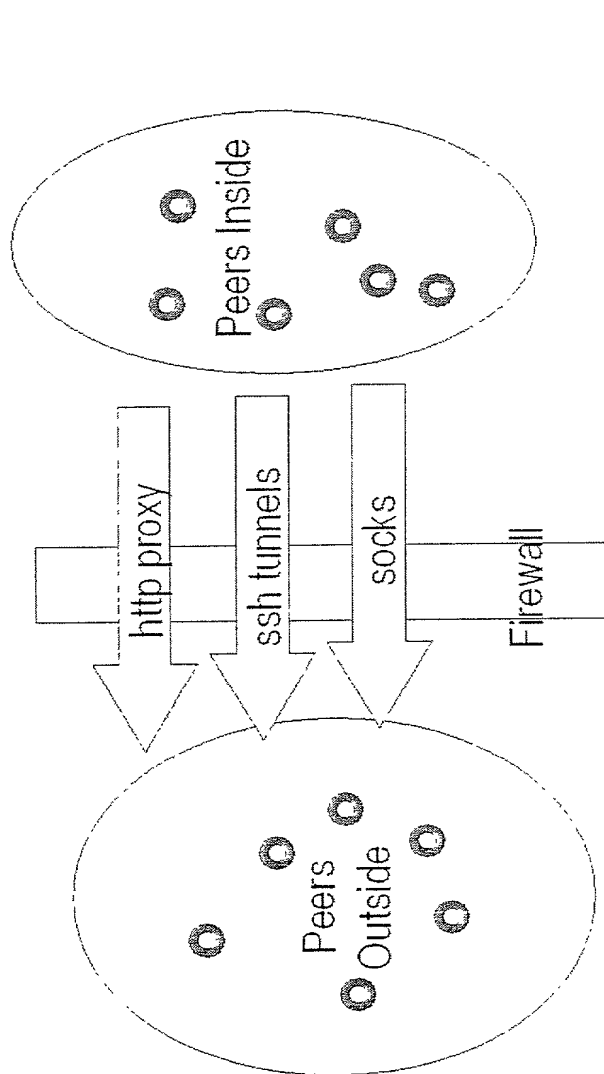 Peers Inside
http proxy
ssh tunnels
socks
Firewall
Peers
Outside